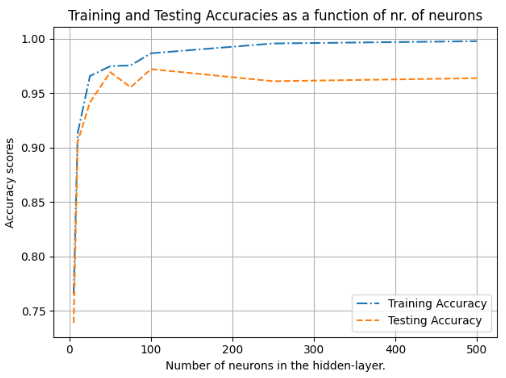 Training and Testing Accuracies as a function of nr. of neurons
1.00
0.95
0.90
0.85
0.80
0.75
Accuracy scores
0
100
200
300
400
500
Number of neurons in the hidden-layer.
Training Accuracy
Testing Accuracy